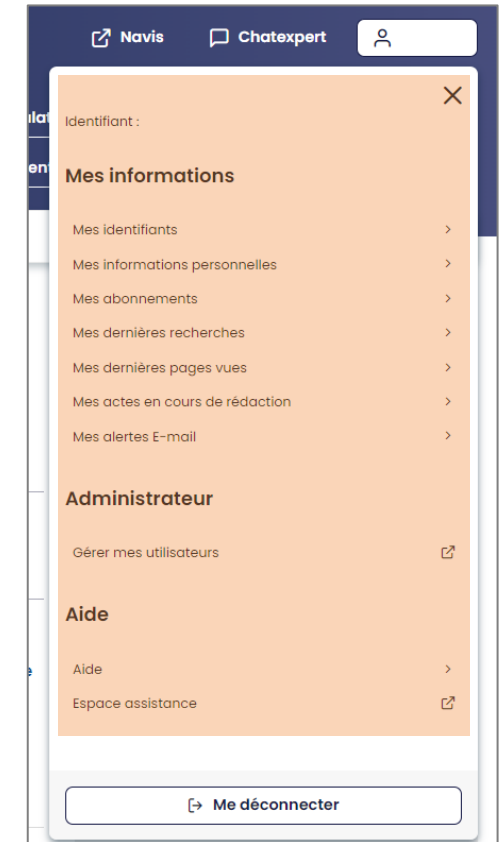 Navis
Chatexpert
Identifiant :
Mes informations
Mes identifiants
Mes informations personnelles
Mes abonnements
Mes dernières recherches
Mes dernières pages vues
Mes actes en cours de rédaction
Mes alertes E-mail
Administrateur
Gérer mes utilisateurs
Aide
Aide
Espace assistance
Me déconnecter